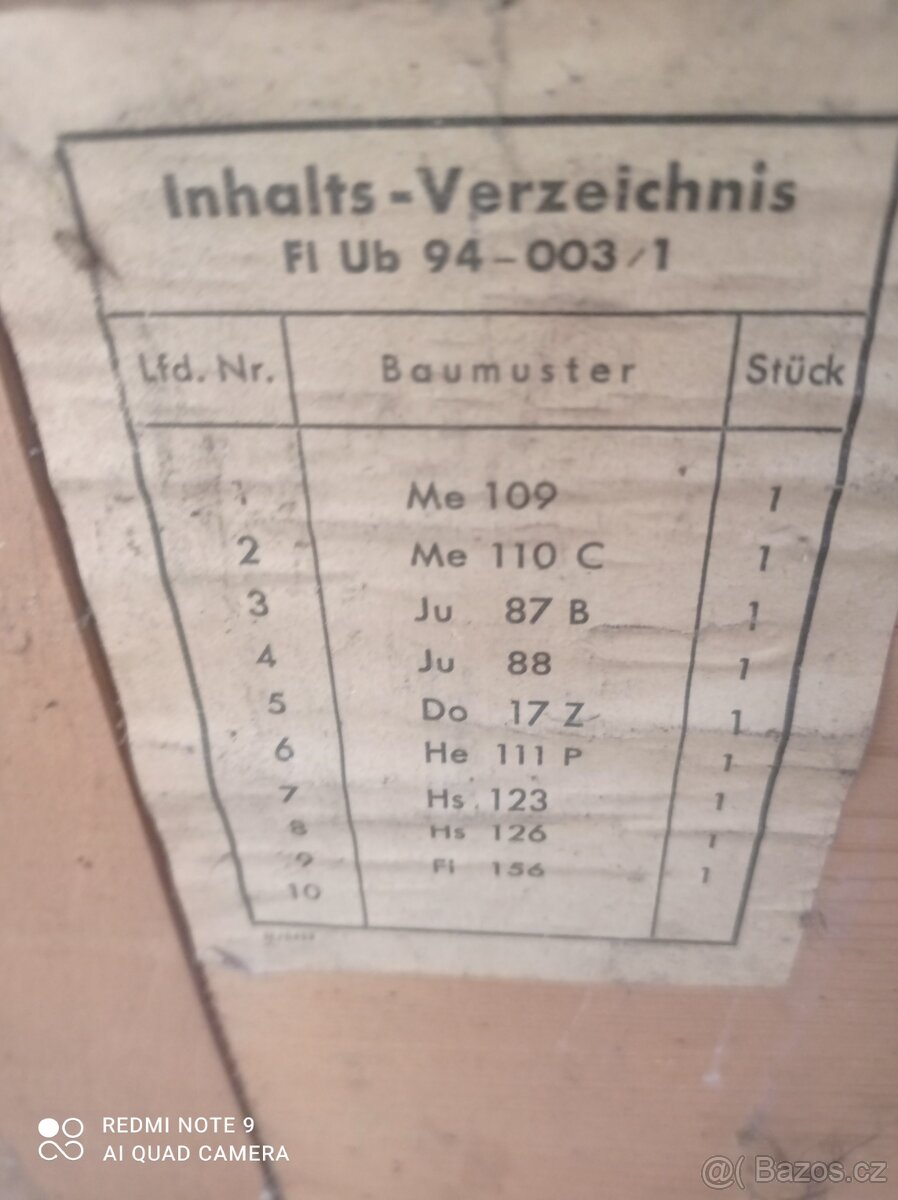 Inhalts-Verzeichnis
Fl Ub 94-003/1
Lfd. Nr. Baumuster Stück
Me 109 1
2 Me 110 C 1
3 Ju 87 B 1
4 Ju 88 1
5 Do 17 Z 1
6 He 111 P 1
7 Hs 123 1
8 Hs 126 1
9 Fi 156 1
10
REDMI NOTE 9
AI QUAD CAMERA
@( Bazos.cz